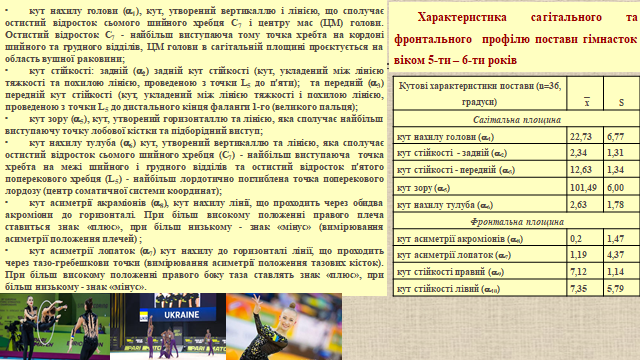 • кут нахилу голови (α₁), кут, утворений вертикаллю і лінією, що сполучає
остистий відросток сьомого шийного хребця C₇ і центру мас (ЦМ) голови.
Остистий відросток C₇ - найбільш виступаюча тому точка хребта на кордоні
шийного та грудного відділів, ЦМ голови в сагітальній площині проєктується на
область вушної раковини;
• кут стійкості: задній (α₂) задній кут стійкості (кут, укладений між лінією
тяжкості та похилою лінією, проведеною з точки L₅ до п'яти); та передній (α₃)
передній кут стійкості (кут, укладений між лінією тяжкості і похилою лінією,
проведеною з точки L₅ до дистального кінця фаланги 1-го (великого пальця);
• кут зору (α₅), кут, утворений горизонталлю та лінією, яка сполучає найбільш
виступаючу точку лобової кістки та підборідний виступ;
• кут нахилу тулуба (α₆) кут, утворений вертикаллю та лінією, яка сполучає
остистий відросток сьомого шийного хребця (C₇) - найбільш виступаюча точка
хребта на межі шийного і грудного відділів та остистий відросток п'ятого
поперекового хребця (L₅) - найбільш лордотично поглиблена точка поперекового
лордозу (центр соматичної системи координат);
• кут асиметрії акраміонів (α₆), кут нахилу лінії, що проходить через обидва
акроміони до горизонталі. При більш високому положенні правого плеча
ставиться знак «плюс», при більш низькому - знак «мінус» (вимірювання
асиметрії положення плечей) ;
• кут асиметрії лопаток (α₇) кут нахилу до горизонталі лінії, що проходить
через тазо-гребешкови точки (вимірювання асиметрії положення тазових кісток).
При більш високому положенні правого боку таза ставлять знак «плюс», при
більш низькому - знак «мінус».
Характеристика сагітального та
фронтального профілю постави гімнасток
віком 5-ти – 6-ти років
Кутові характеристики постави (n=36, градуси) x̅ S
Сагітальна площина
кут нахилу голови (α₁) 22,73 6,77
кут стійкості - задній (α₂) 2,34 1,31
кут стійкості - передній (α₃) 12,63 1,34
кут зору (α₅) 101,49 6,00
кут нахилу тулуба (α₆) 2,63 1,78
Фронтальна площина
кут асиметрії акроміонів (α₆) 0,2 1,47
кут асиметрії лопаток (α₇) 1,19 4,37
кут стійкості правий (α₉) 7,12 1,14
кут стійкості лівий (α₁₀) 7,35 5,79
UKRAINE
PARI MATCH